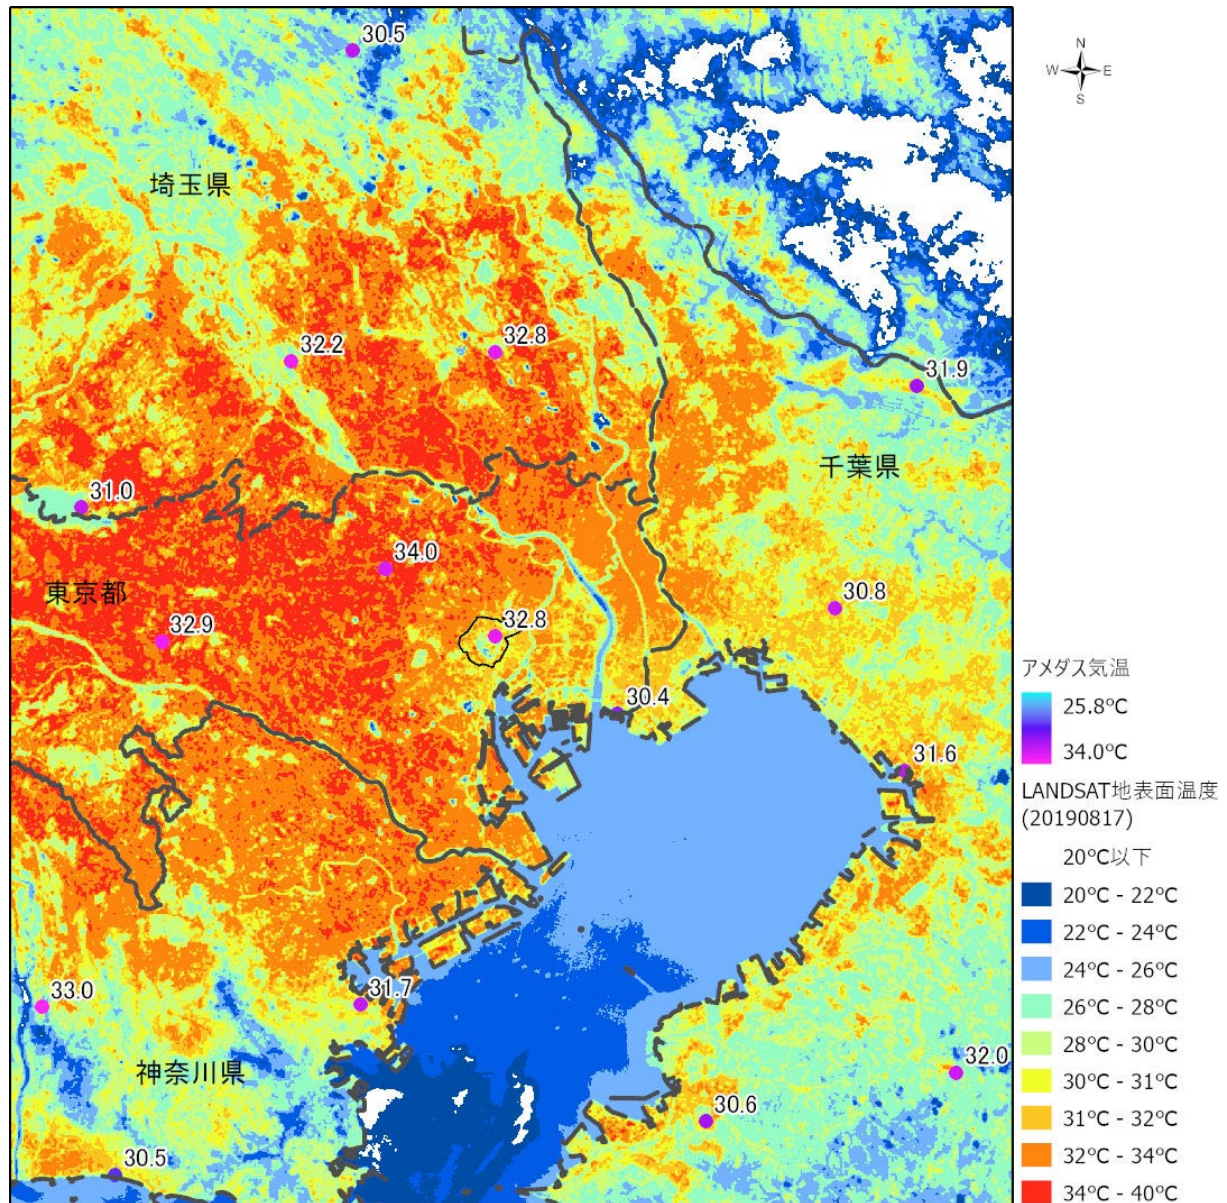 30.5
N
W E
S
埼玉県
32.2
32.8
31.9
千葉県
31.0
34.0
東京都
32.9
32.8
30.8
30.4
31.6
31.7
33.0
神奈川県
32.0
30.6
30.5
アメダス気温
25.8°C
34.0°C
LANDSAT地表面温度
(20190817)
20°C以下
20°C - 22°C
22°C - 24°C
24°C - 26°C
26°C - 28°C
28°C - 30°C
30°C - 31°C
31°C - 32°C
32°C - 34°C
34°C - 40°C